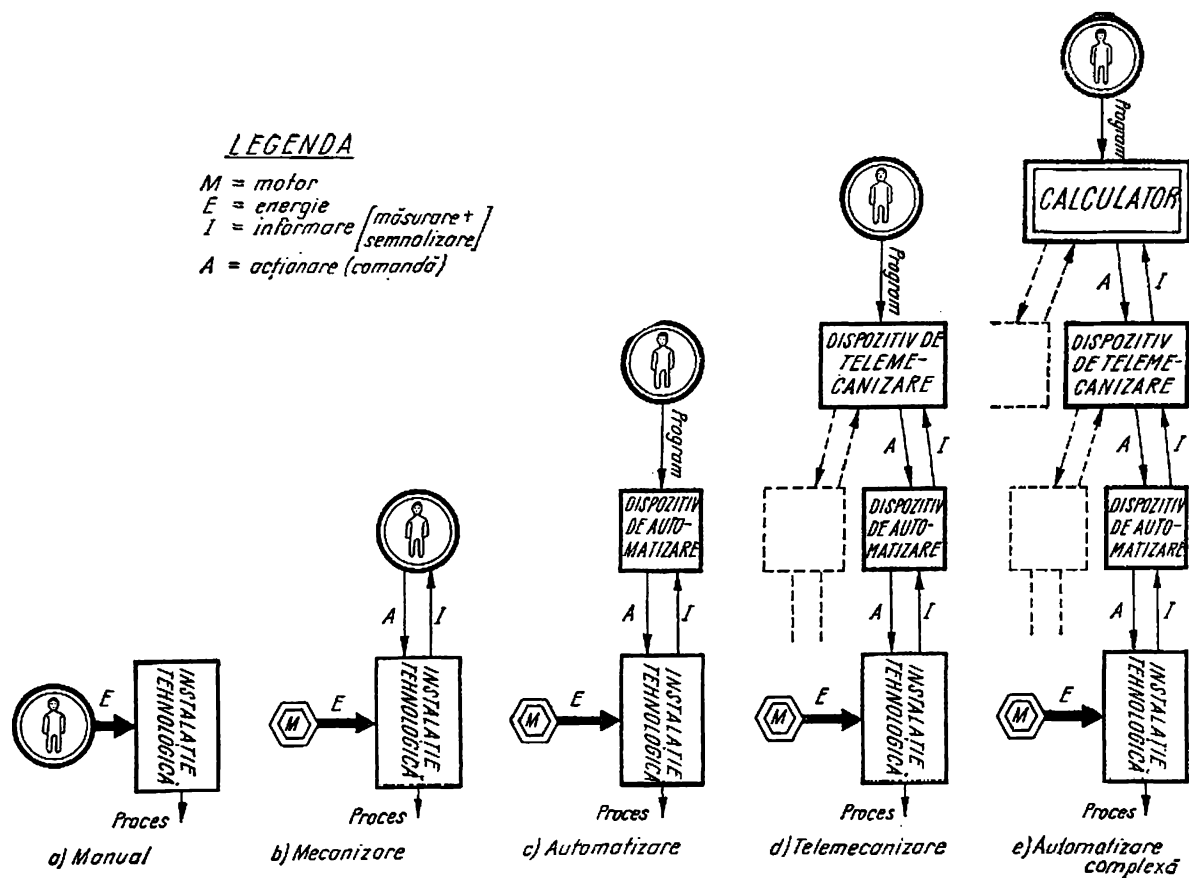 LEGENDA
M = motor
E = energie
I = informare [măsurare + semnalizare]
A = acționare (comandă)
E
INSTALAȚIE
TEHNOLOGICĂ
Proces
a) Manual
A
I
M
E
INSTALAȚIE
TEHNOLOGICĂ
Proces
b) Mecanizare
Program
DISPOZITIV
DE AUTO-
MATIZARE
A
I
M
E
INSTALAȚIE
TEHNOLOGICĂ
Proces
c) Automatizare
Program
DISPOZITIV DE
TELEME-
CANIZARE
A
I
DISPOZITIV
DE AUTO-
MATIZARE
A
I
M
E
INSTALAȚIE
TEHNOLOGICĂ
Proces
d) Telemecanizare
Program
CALCULATOR
A
I
DISPOZITIV
DE TELEME-
CANIZARE
A
I
DISPOZITIV
DE AUTO-
MATIZARE
A
I
M
E
INSTALAȚIE
TEHNOLOGICĂ
Proces
e) Automatizare
complexă